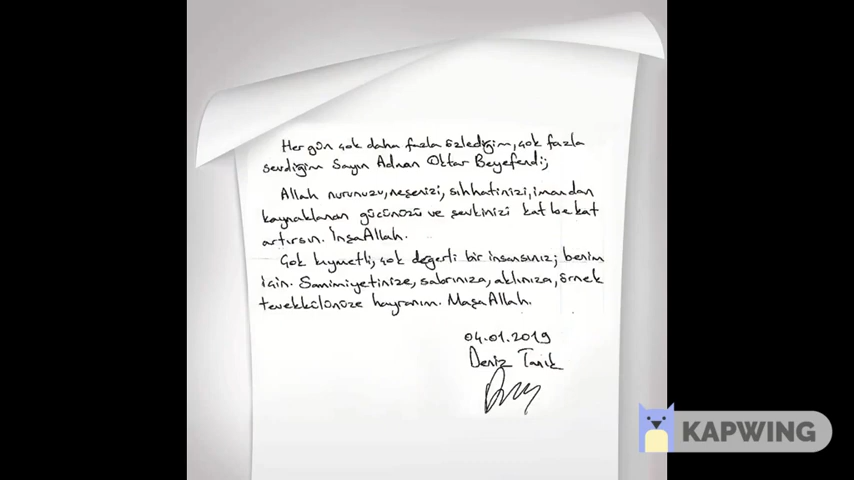 Her gün çok daha fazla özlediğim, çok fazla
sevdiğim Sayın Adnan Oktar Beyefendi;
Allah nurunuzu, neşenizi, sıhhatinizi, imandan
kaynaklanan gücünüzü ve şevkinizi kat be kat
artırsın. İnşaAllah.
Çok kıymetli, çok değerli bir insansınız; benim
için. Samimiyetinize, sabrınıza, aklınıza, örnek
tevekkülünüze hayranım. MaşaAllah.
04.01.2019
Deniz Tanık
KAPWING